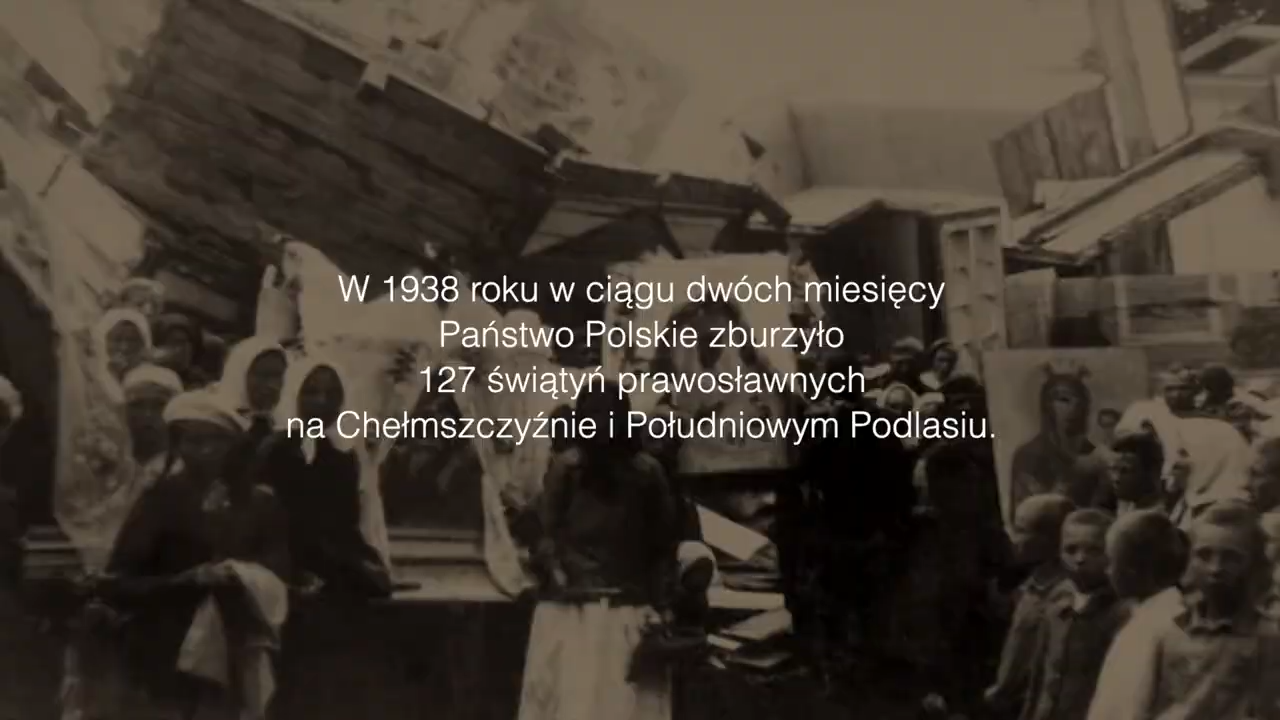 W 1938 roku w ciągu dwóch miesięcy
Państwo Polskie zburzyło
127 świątyń prawosławnych
na Chełmszczyźnie i Południowym Podlasiu.